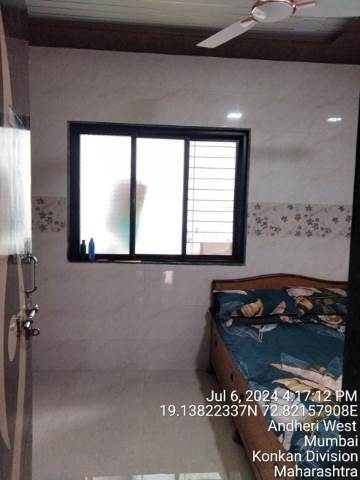 Jul 6, 2024 4:17:12 PM
19.13822337N 72.82157908E
Andheri West
Mumbai
Konkan Division
Maharashtra